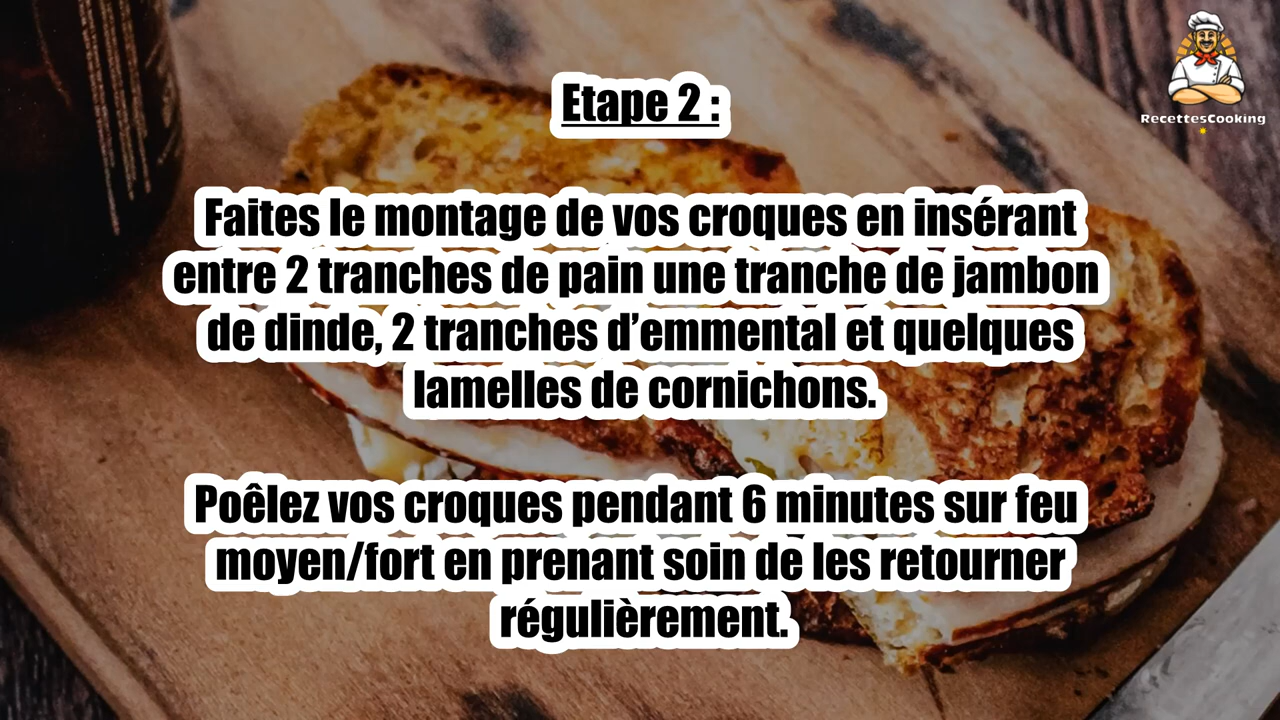 RecettesCooking
Etape 2 :
Faites le montage de vos croques en insérant
entre 2 tranches de pain une tranche de jambon
de dinde, 2 tranches d’emmental et quelques
lamelles de cornichons.
Poêlez vos croques pendant 6 minutes sur feu
moyen/fort en prenant soin de les retourner
régulièrement.